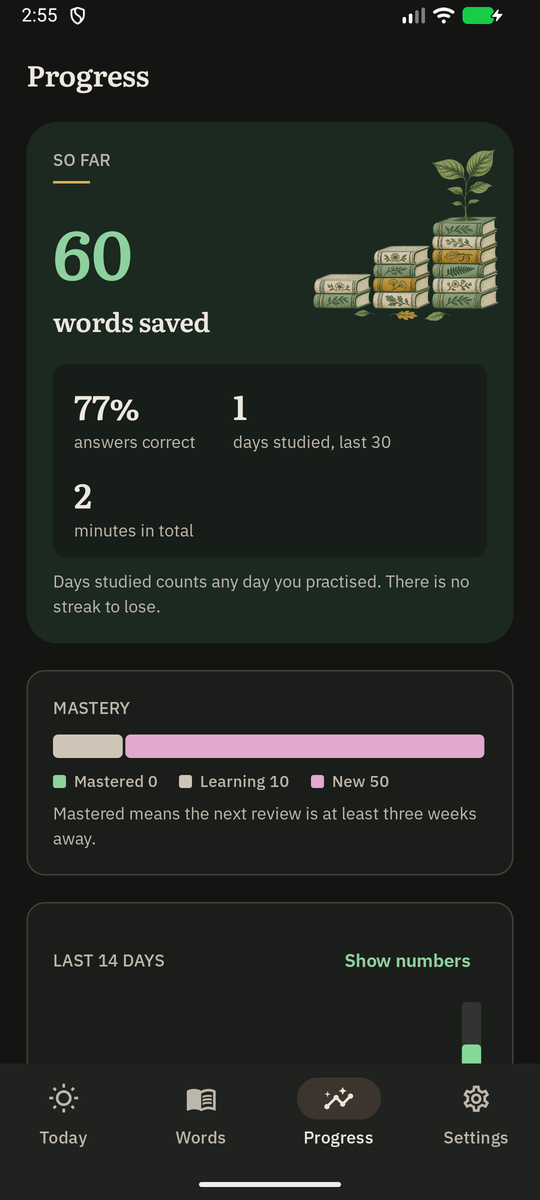 2:55
Progress
SO FAR
60
words saved
77%
answers correct
1
days studied, last 30
2
minutes in total
Days studied counts any day you practised. There is no
streak to lose.
MASTERY
Mastered 0 Learning 10 New 50
Mastered means the next review is at least three weeks
away.
LAST 14 DAYS Show numbers
Today Words Progress Settings